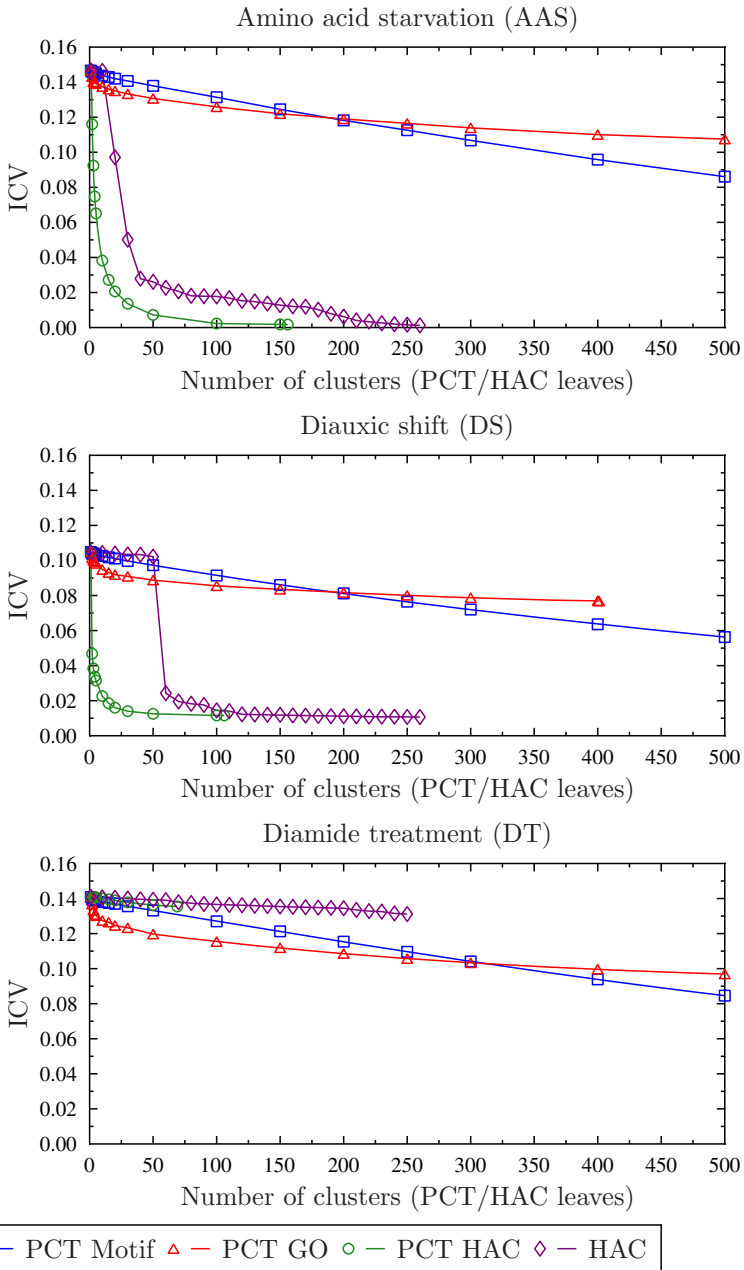 Amino acid starvation (AAS)
0.16
0.14
0.12
0.10
0.08
0.06
0.04
0.02
0.00
ICV
0 50 100 150 200 250 300 350 400 450 500
Number of clusters (PCT/HAC leaves)
Diauxic shift (DS)
0.16
0.14
0.12
0.10
0.08
0.06
0.04
0.02
0.00
ICV
0 50 100 150 200 250 300 350 400 450 500
Number of clusters (PCT/HAC leaves)
Diamide treatment (DT)
0.16
0.14
0.12
0.10
0.08
0.06
0.04
0.02
0.00
ICV
0 50 100 150 200 250 300 350 400 450 500
Number of clusters (PCT/HAC leaves)
PCT Motif PCT GO PCT HAC HAC